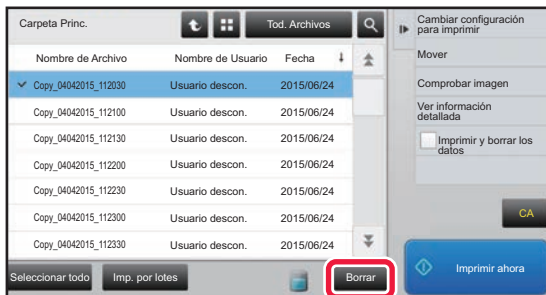 Carpeta Princ.
Tod. Archivos
Nombre de Archivo Nombre de Usuario Fecha
Copy_04042015_112030 Usuario descon. 2015/06/24
Copy_04042015_112100 Usuario descon. 2015/06/24
Copy_04042015_112130 Usuario descon. 2015/06/24
Copy_04042015_112200 Usuario descon. 2015/06/24
Copy_04042015_112230 Usuario descon. 2015/06/24
Copy_04042015_112300 Usuario descon. 2015/06/24
Copy_04042015_112330 Usuario descon. 2015/06/24
Seleccionar todo Imp. por lotes Borrar
Cambiar configuración
para imprimir
Mover
Comprobar imagen
Ver información
detallada
Imprimir y borrar los
datos
CA
Imprimir ahora